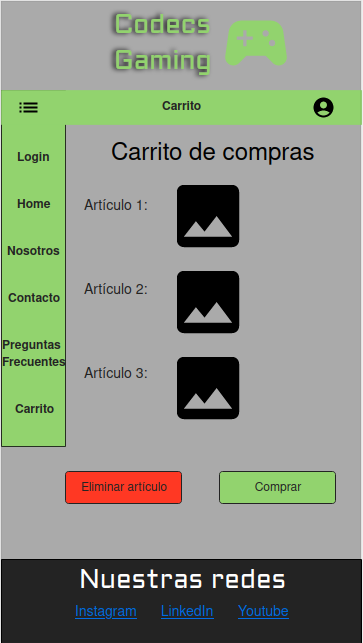 Codecs
Gaming
Carrito
Login
Home
Nosotros
Contacto
Preguntas
Frecuentes
Carrito
Carrito de compras
Artículo 1:
Artículo 2:
Artículo 3:
Eliminar artículo
Comprar
Nuestras redes
Instagram LinkedIn Youtube